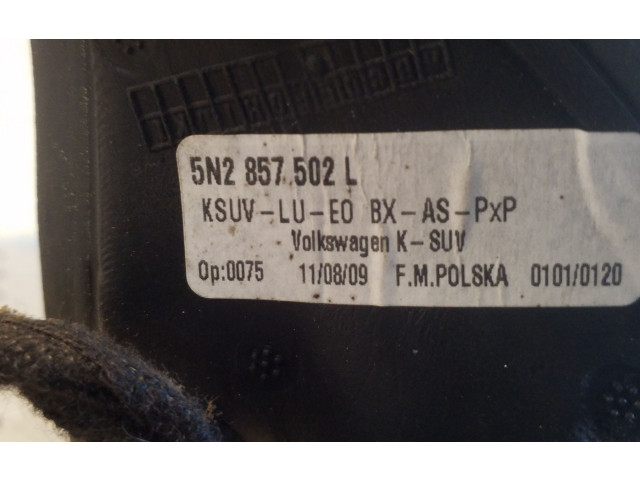 5N2 857 502 L
KSUV-LU-EO BX-AS-PxP
Volkswagen K-SUV
Op:0075 11/08/09 F.M.POLSKA 0101/0120